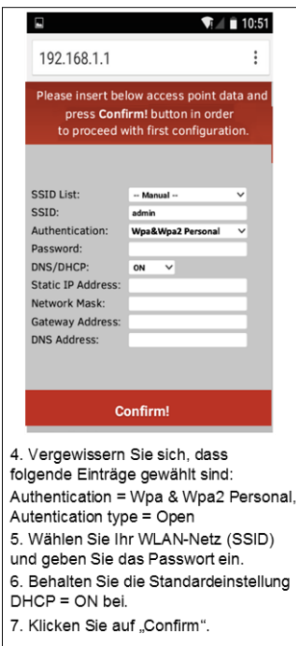 10:51
192.168.1.1
Please insert below access point data and
press Confirm! button in order
to proceed with first configuration.
SSID List: -- Manual --
SSID: admin
Authentication: Wpa&Wpa2 Personal
Password:
DNS/DHCP: ON
Static IP Address:
Network Mask:
Gateway Address:
DNS Address:
Confirm!
4. Vergewissern Sie sich, dass
folgende Einträge gewählt sind:
Authentication = Wpa & Wpa2 Personal,
Autentication type = Open
5. Wählen Sie Ihr WLAN-Netz (SSID)
und geben Sie das Passwort ein.
6. Behalten Sie die Standardeinstellung
DHCP = ON bei.
7. Klicken Sie auf „Confirm“.